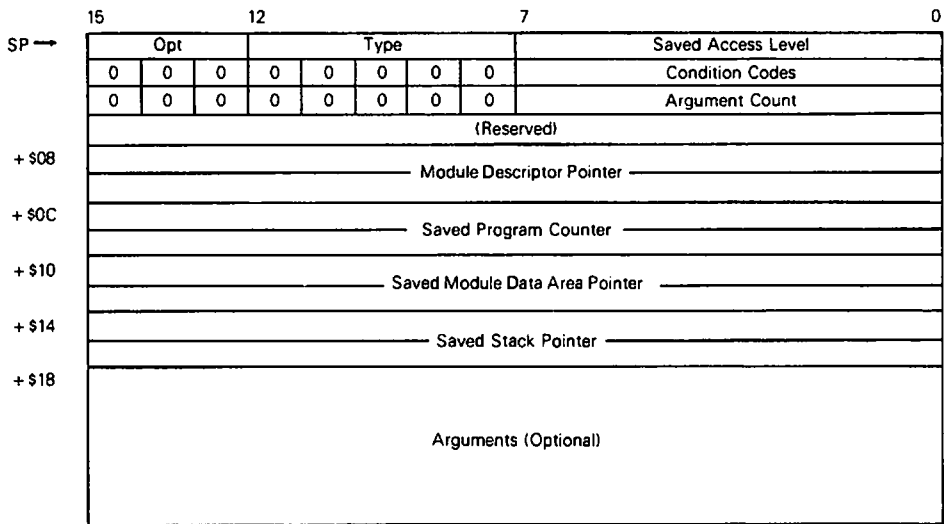 15 12 7 0
SP → Opt Type Saved Access Level
0 0 0 0 0 0 0 0 Condition Codes
0 0 0 0 0 0 0 0 Argument Count
(Reserved)
+ $08
Module Descriptor Pointer
+ $0C
Saved Program Counter
+ $10
Saved Module Data Area Pointer
+ $14
Saved Stack Pointer
+ $18
Arguments (Optional)